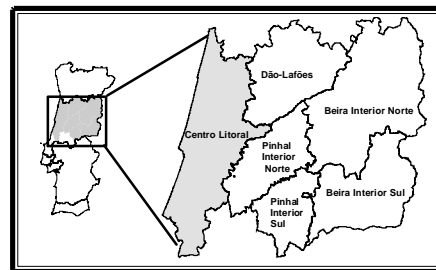 Dão-Lafões
Beira Interior Norte
Centro Litoral
Pinhal
Interior
Norte
Beira Interior Sul
Pinhal
Interior
Sul